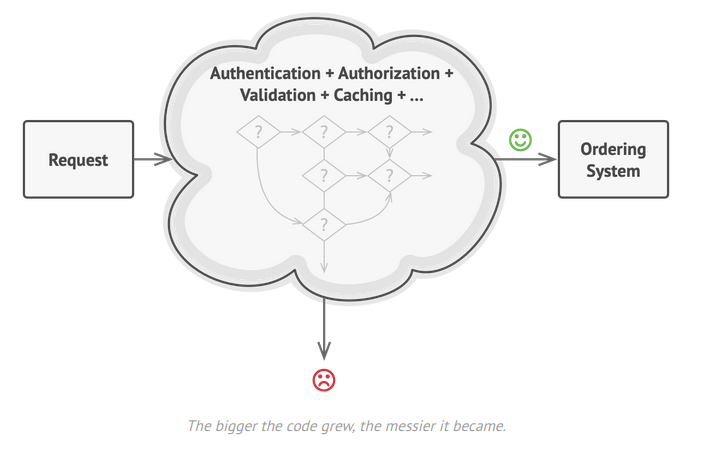 Authentication + Authorization +
Validation + Caching + ...
? ? ?
Request
? ?
Ordering
System
?
The bigger the code grew, the messier it became.